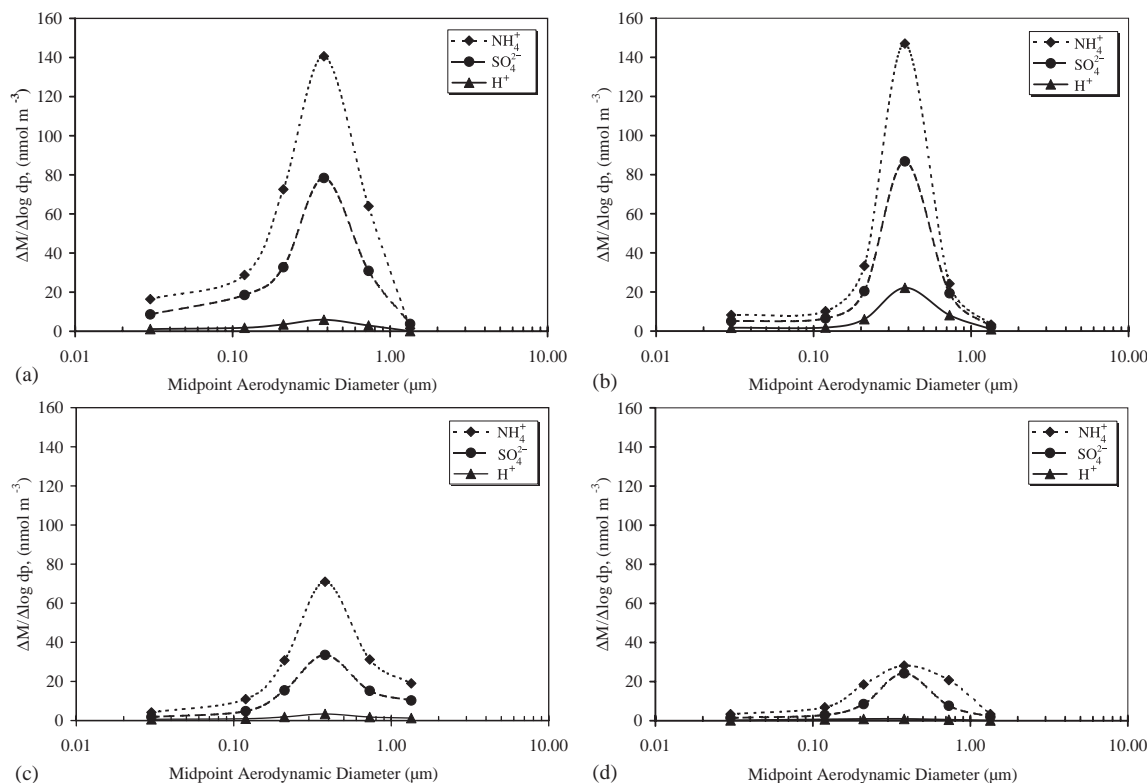 160
140
120
100
80
60
40
20
0
ΔM/Δlog dp, (nmol m⁻³)
NH₄⁺
SO₄²⁻
H⁺
0.01 0.10 1.00 10.00
Midpoint Aerodynamic Diameter (μm)
(a)
160
140
120
100
80
60
40
20
0
ΔM/Δlog dp, (nmol m⁻³)
NH₄⁺
SO₄²⁻
H⁺
0.01 0.10 1.00 10.00
Midpoint Aerodynamic Diameter (μm)
(b)
160
140
120
100
80
60
40
20
0
ΔM/Δlog dp, (nmol m⁻³)
NH₄⁺
SO₄²⁻
H⁺
0.01 0.10 1.00 10.00
Midpoint Aerodynamic Diameter (μm)
(c)
160
140
120
100
80
60
40
20
0
ΔM/Δlog dp, (nmol m⁻³)
NH₄⁺
SO₄²⁻
H⁺
0.01 0.10 1.00 10.00
Midpoint Aerodynamic Diameter (μm)
(d)